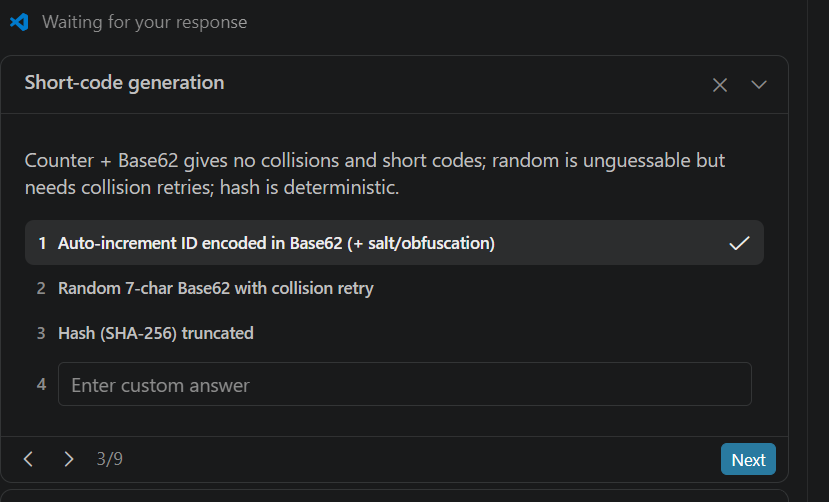 Waiting for your response
Short-code generation
Counter + Base62 gives no collisions and short codes; random is unguessable but
needs collision retries; hash is deterministic.
1 Auto-increment ID encoded in Base62 (+ salt/obfuscation)
2 Random 7-char Base62 with collision retry
3 Hash (SHA-256) truncated
4 Enter custom answer
3/9 Next